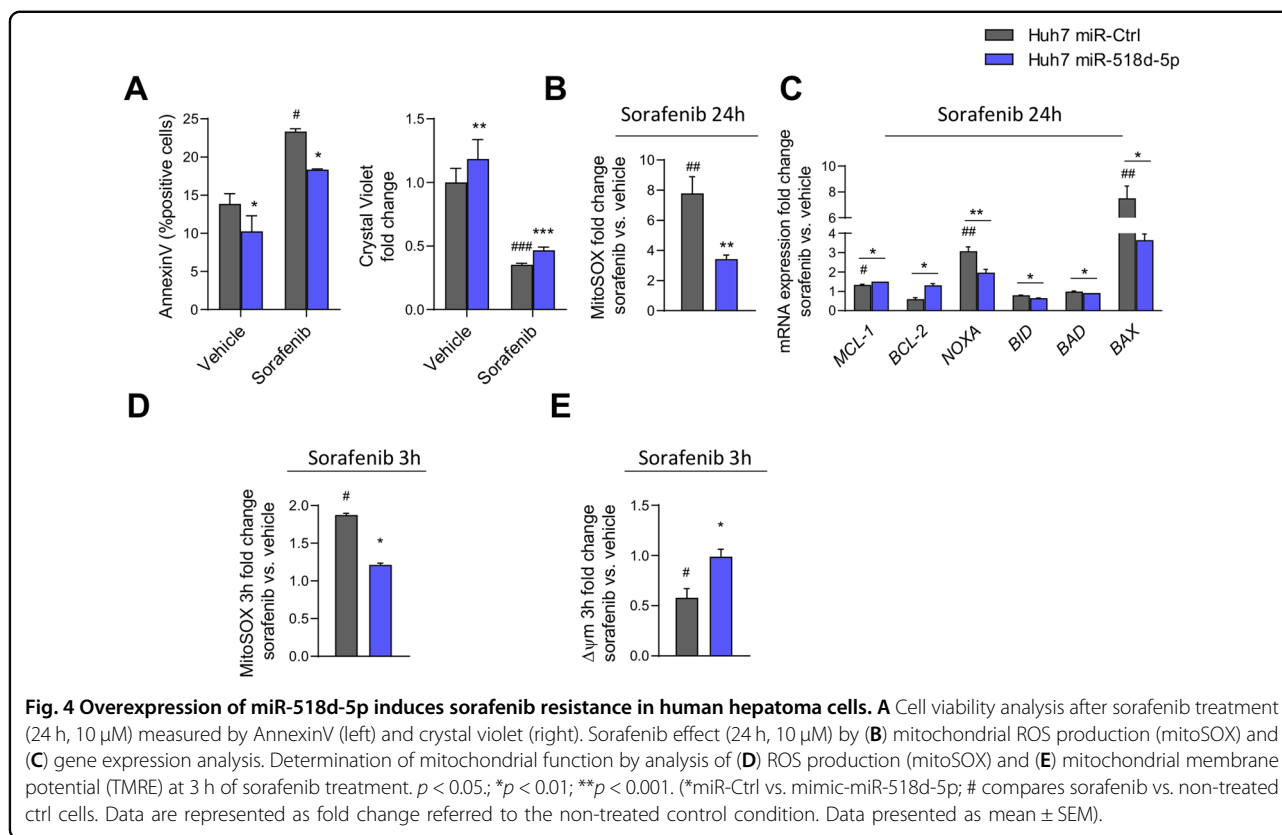 Huh7 miR-Ctrl
Huh7 miR-518d-5p
A
AnnexinV (%positive cells)
25
20
15
10
5
0
#
*
*
Vehicle
Sorafenib
Crystal Violet
fold change
1.5
1.0
0.5
0.0
**
###
***
Vehicle
Sorafenib
B
Sorafenib 24h
MitoSOX fold change
sorafenib vs. vehicle
10
8
6
4
2
0
##
**
C
Sorafenib 24h
mRNA expression fold change
sorafenib vs. vehicle
10
8
6
4
3
2
1
0
*
#
*
**
##
*
*
*
##
MCL-1
BCL-2
NOXA
BID
BAD
BAX
D
Sorafenib 3h
MitoSOX 3h fold change
sorafenib vs. vehicle
2.0
1.5
1.0
0.5
0.0
#
*
E
Sorafenib 3h
Δψm 3h fold change
sorafenib vs. vehicle
1.5
1.0
0.5
0.0
#
*
Fig. 4 Overexpression of miR-518d-5p induces sorafenib resistance in human hepatoma cells. A Cell viability analysis after sorafenib treatment
(24 h, 10 μM) measured by AnnexinV (left) and crystal violet (right). Sorafenib effect (24 h, 10 μM) by (B) mitochondrial ROS production (mitoSOX) and
(C) gene expression analysis. Determination of mitochondrial function by analysis of (D) ROS production (mitoSOX) and (E) mitochondrial membrane
potential (TMRE) at 3 h of sorafenib treatment. p < 0.05.; *p < 0.01; **p < 0.001. (*miR-Ctrl vs. mimic-miR-518d-5p; # compares sorafenib vs. non-treated
ctrl cells. Data are represented as fold change referred to the non-treated control condition. Data presented as mean ± SEM).